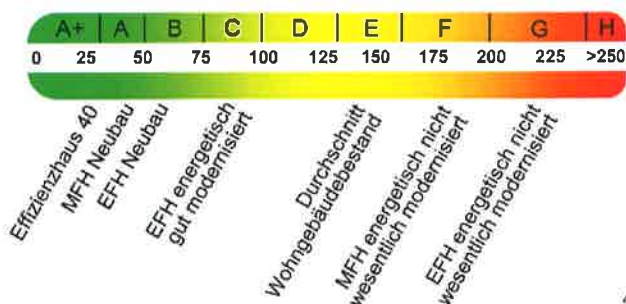 A+ A B C D E F G H
0 25 50 75 100 125 150 175 200 225 >250
Effizienzhaus 40
MFH Neubau
EFH Neubau
EFH energetisch
gut modernisiert
Durchschnitt
Wohngebäudebestand
MFH energetisch nicht
wesentlich modernisiert
EFH energetisch nicht
wesentlich modernisiert